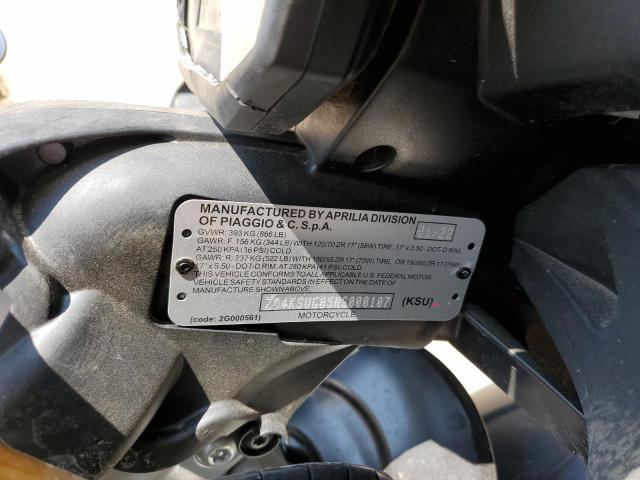 MANUFACTURED BY APRILIA DIVISION
OF PIAGGIO & C. S.p.A.
GVWR: 393 KG (866 LB)
GAWR: F. 156 KG (344 LB) WITH 120/70 ZR 17" (58W) TIRE, 17" x 3.50 - DOT-D RIM,
AT 250 KPA (36 PSI) COLD
GAWR: R. 237 KG (522 LB) WITH 180/55 ZR 17" (73W) TIRE, OR 180/60 ZR 17" (75W)
17" x 5.50 - DOT-D RIM, AT 280 KPA (41 PSI) COLD
THIS VEHICLE CONFORMS TO ALL APPLICABLE U.S. FEDERAL MOTOR
VEHICLE SAFETY STANDARDS IN EFFECT ON THE DATE OF
MANUFACTURE SHOWN ABOVE.
(KSU)
(code: 2G000561)
MOTORCYCLE